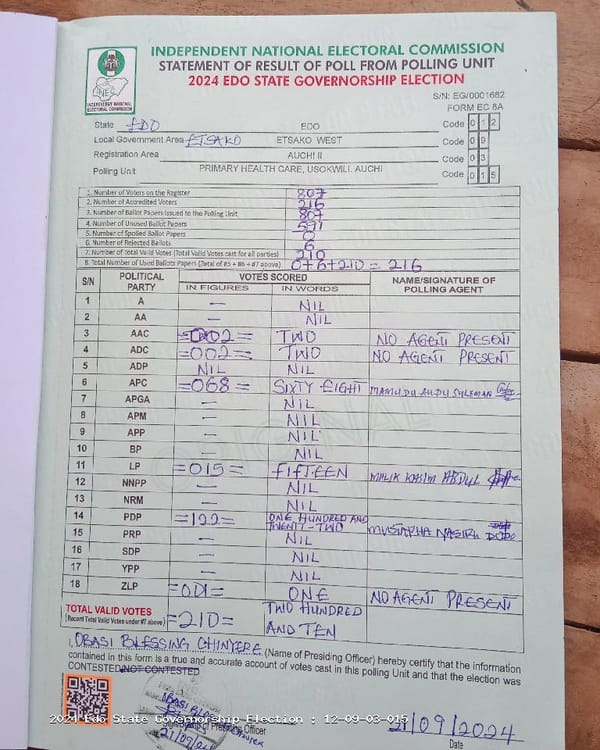 INDEPENDENT NATIONAL ELECTORAL COMMISSION
STATEMENT OF RESULT OF POLL FROM POLLING UNIT
2024 EDO STATE GOVERNORSHIP ELECTION
INEC
INDEPENDENT NATIONAL ELECTORAL COMMISSION
S/N: EG/0001682
FORM EC 8A
State EDO EDO Code 0 1 2
Local Government Area ETSAKO ETSAKO WEST Code 0 9
Registration Area AUCHI II Code 0 3
Polling Unit PRIMARY HEALTH CARE, USOKWILI. AUCHI Code 0 1 5
1. Number of Voters on the Register 807
2. Number of Accredited Voters 216
3. Number of Ballot Papers Issued to the Polling Unit 807
4. Number of Unused Ballot Papers 591
5. Number of Spoiled Ballot Papers 0
6. Number of Rejected Ballots 6
7. Number of Total Valid Votes (Total Valid Votes cast for all parties) 210
8. Total Number of Used Ballots Papers (Total of #5 + #6 + #7 above) 0+6+210 = 216
S/N POLITICAL PARTY VOTES SCORED NAME/SIGNATURE OF POLLING AGENT
IN FIGURES IN WORDS
1 A — NIL
2 AA — NIL
3 AAC =002= TWO NO AGENT PRESENT
4 ADC =002= TWO NO AGENT PRESENT
5 ADP NIL NIL
6 APC =068= SIXTY EIGHT MAMUDU AUDU SULEMAN
7 APGA — NIL
8 APM — NIL
9 APP — NIL
10 BP — NIL
11 LP =015= FIFTEEN MALIK KASIM ABDUL
12 NNPP — NIL
13 NRM — NIL
14 PDP =122= ONE HUNDRED AND TWENTY-TWO MUSTAPHA NASIRU
15 PRP — NIL
16 SDP — NIL
17 YPP — NIL
18 ZLP =001= ONE NO AGENT PRESENT
TOTAL VALID VOTES =210= TWO HUNDRED AND TEN
(Record Total Valid Votes under #7 above)
I, OBASI BLESSING CHINYERE (Name of Presiding Officer) hereby certify that the information
contained in this form is a true and accurate account of votes cast in this polling Unit and that the election was
CONTESTED/NOT CONTESTED
OBASI
21/09/2024
Presiding Officer
2024 Edo State Governorship Election : 12-09-03-015
21/09/2024
Date